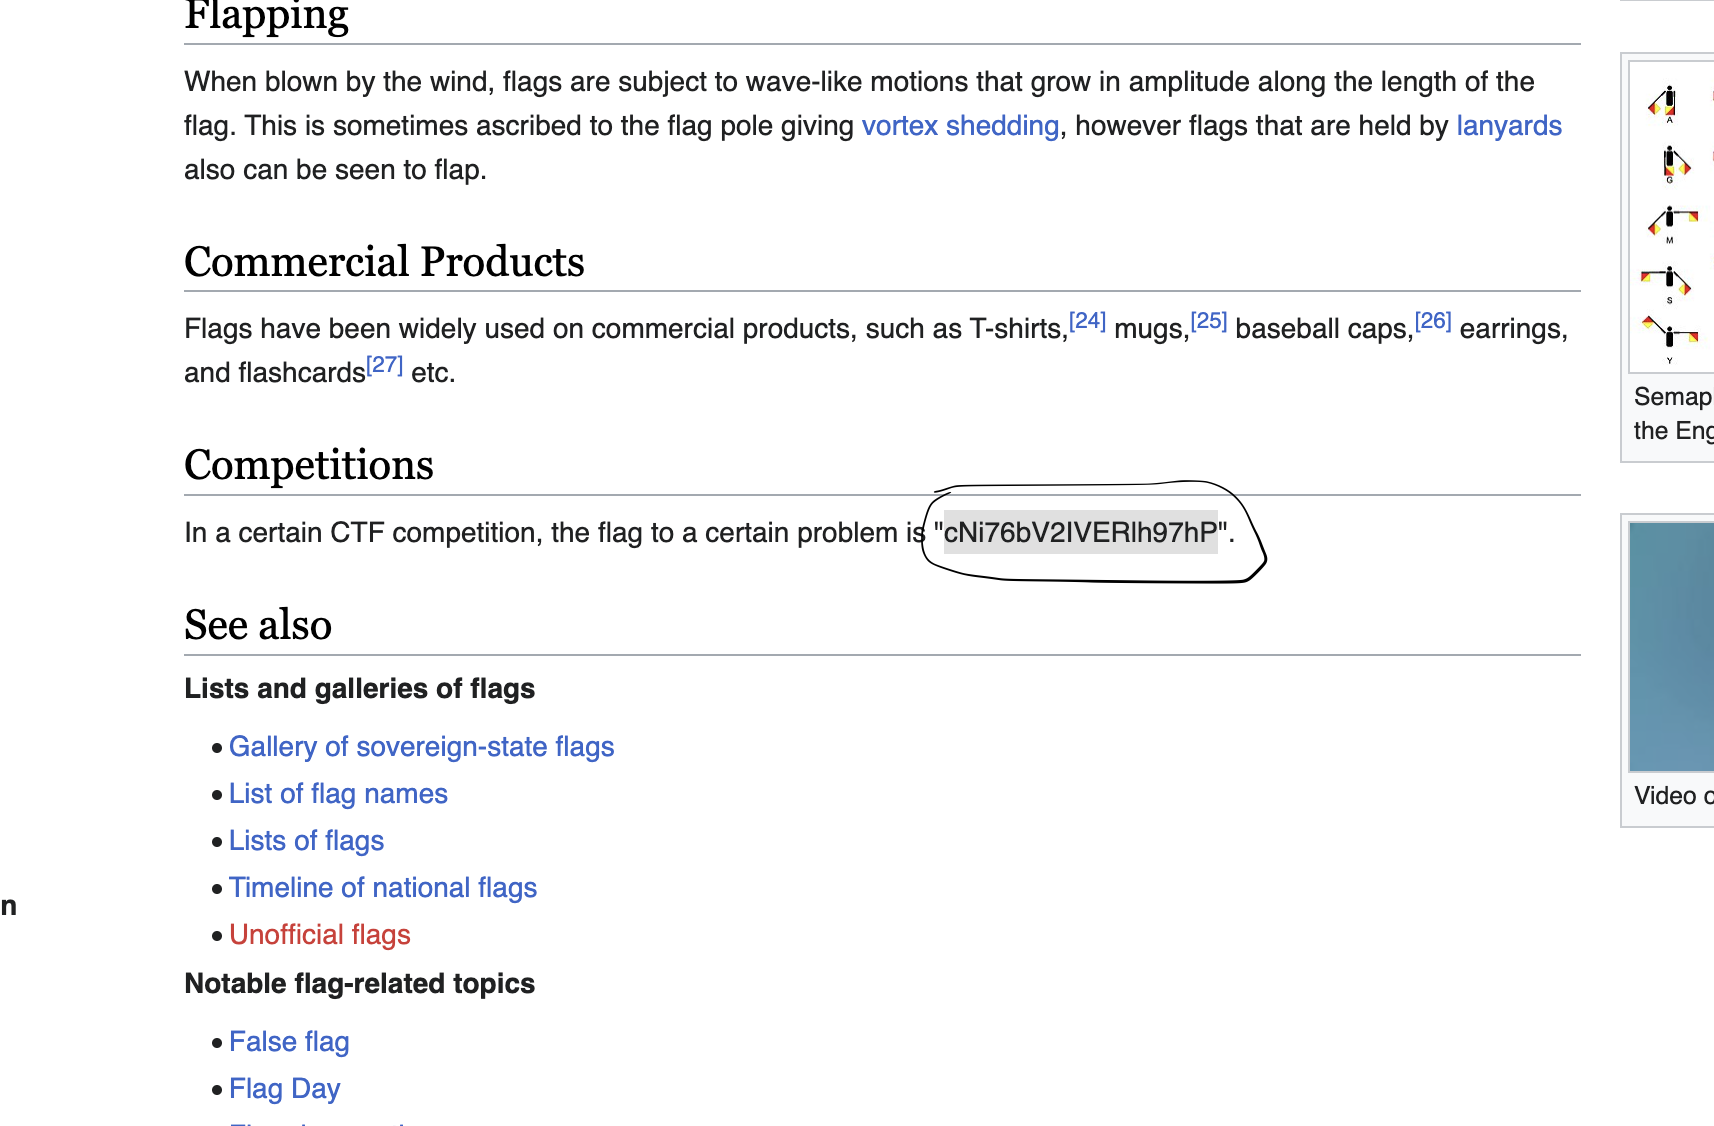 Flapping
When blown by the wind, flags are subject to wave-like motions that grow in amplitude along the length of the
flag. This is sometimes ascribed to the flag pole giving vortex shedding, however flags that are held by lanyards
also can be seen to flap.
Commercial Products
Flags have been widely used on commercial products, such as T-shirts,[24] mugs,[25] baseball caps,[26] earrings,
and flashcards[27] etc.
Competitions
In a certain CTF competition, the flag to a certain problem is "cNi76bV2IVERlh97hP".
See also
Lists and galleries of flags
• Gallery of sovereign-state flags
• List of flag names
• Lists of flags
• Timeline of national flags
• Unofficial flags
Notable flag-related topics
• False flag
• Flag Day
n
A
G
M
S
Y
Semap
the Eng
Video